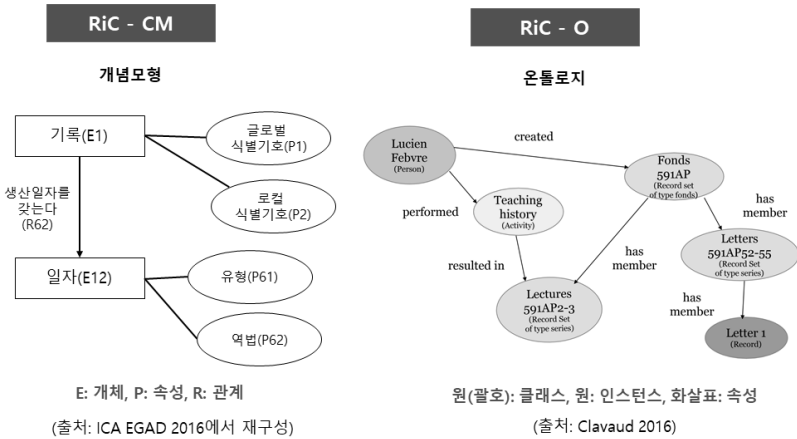 RiC - CM
개념모형
기록(E1)
글로벌
식별기호(P1)
로컬
식별기호(P2)
생산일자를
갖는다
(R62)
일자(E12)
유형(P61)
역법(P62)
E: 개체, P: 속성, R: 관계
(출처: ICA EGAD 2016에서 재구성)
RiC - O
온톨로지
Lucien
Febvre
(Person)
created
Fonds
591AP
(Record set
of type fonds)
performed
Teaching
history
(Activity)
has
member
Letters
591AP52-55
(Record Set
of type series)
resulted in
has
member
Lectures
591AP2-3
(Record Set
of type series)
has
member
Letter 1
(Record)
원(괄호): 클래스, 원: 인스턴스, 화살표: 속성
(출처: Clavaud 2016)